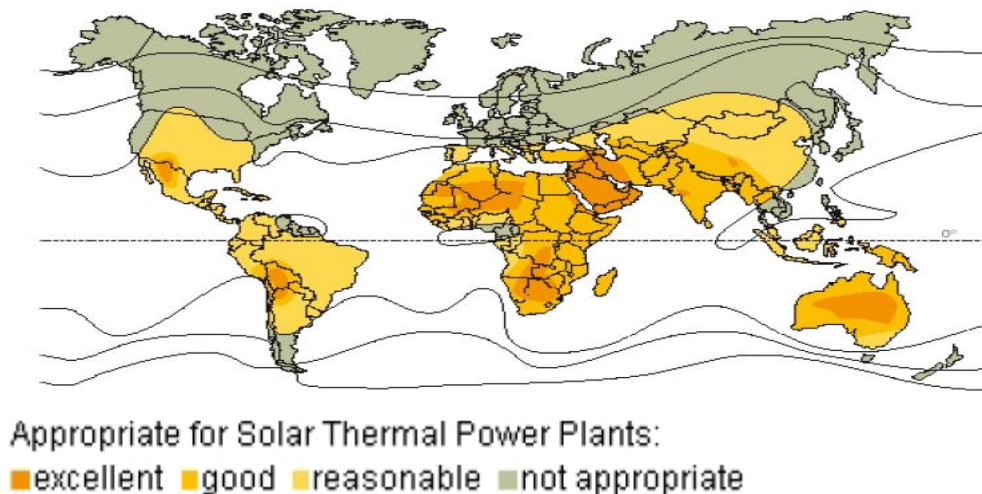 0°
Appropriate for Solar Thermal Power Plants:
excellent good reasonable not appropriate